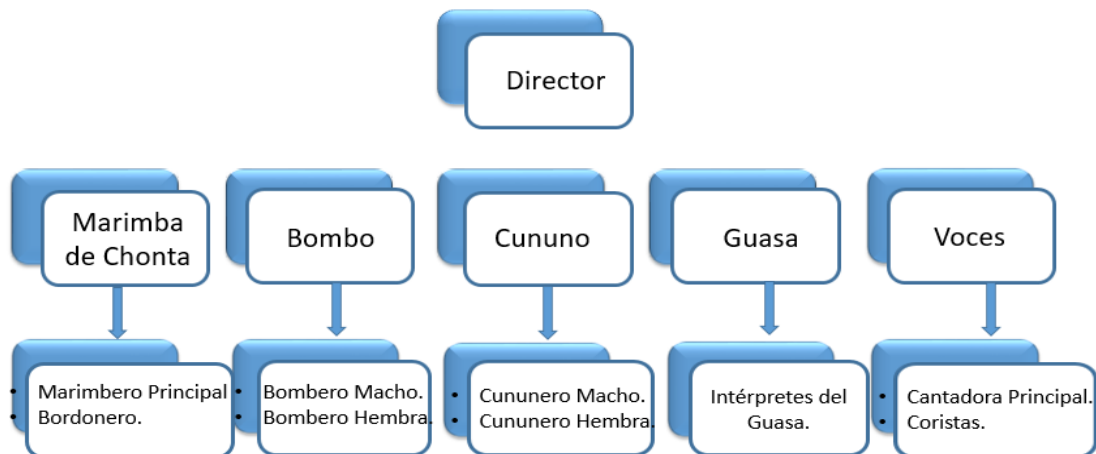 Director
Marimba
de Chonta
Bombo
Cununo
Guasa
Voces
• Marimbero Principal
• Bordonero.
• Bombero Macho.
• Bombero Hembra.
• Cununero Macho.
• Cununero Hembra.
Intérpretes del
Guasa.
• Cantadora Principal.
• Coristas.